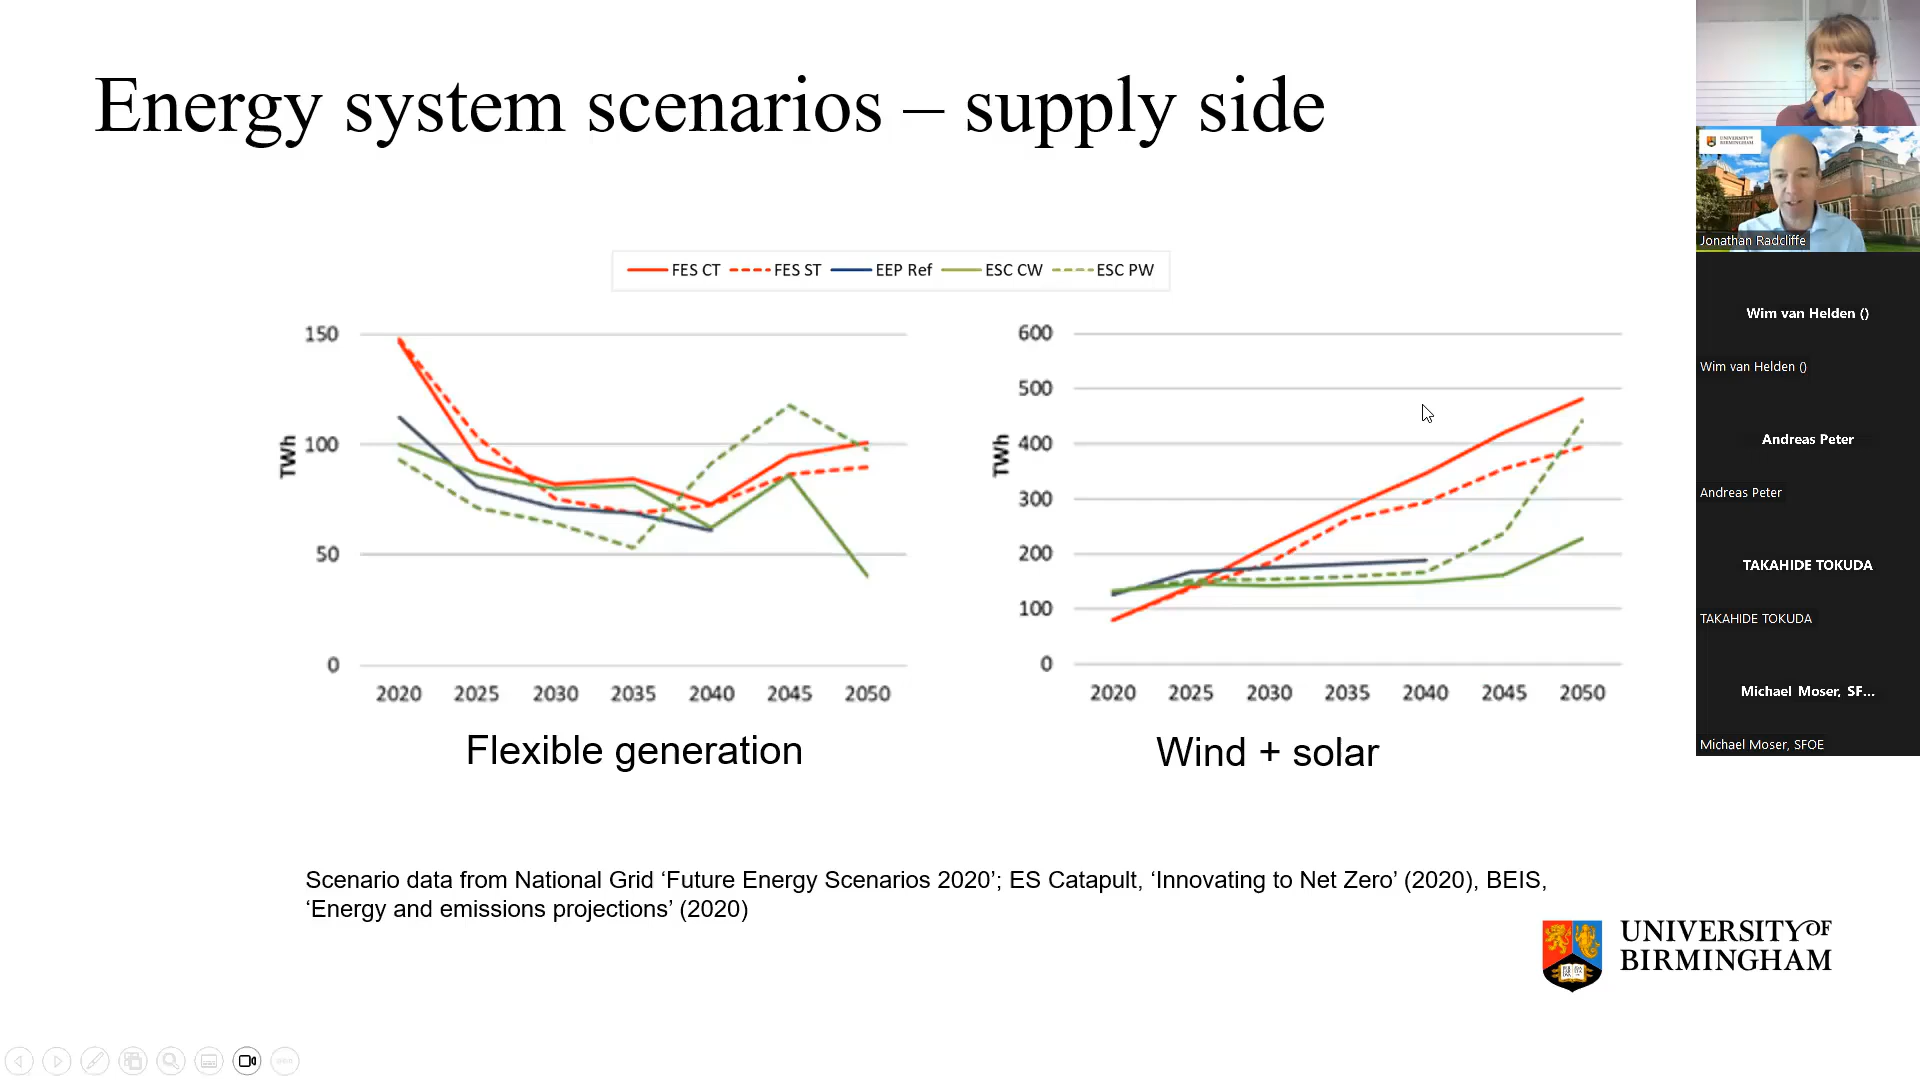 Energy system scenarios – supply side
FES CT FES ST EEP Ref ESC CW ESC PW
150
100
50
0
TWh
2020 2025 2030 2035 2040 2045 2050
Flexible generation
600
500
400
300
200
100
0
TWh
2020 2025 2030 2035 2040 2045 2050
Wind + solar
Scenario data from National Grid ‘Future Energy Scenarios 2020’; ES Catapult, ‘Innovating to Net Zero’ (2020), BEIS,
‘Energy and emissions projections’ (2020)
UNIVERSITY OF
BIRMINGHAM
UNIVERSITY OF
BIRMINGHAM
Jonathan Radcliffe
Wim van Helden ()
Wim van Helden ()
Andreas Peter
Andreas Peter
TAKAHIDE TOKUDA
TAKAHIDE TOKUDA
Michael Moser, SF...
Michael Moser, SFOE